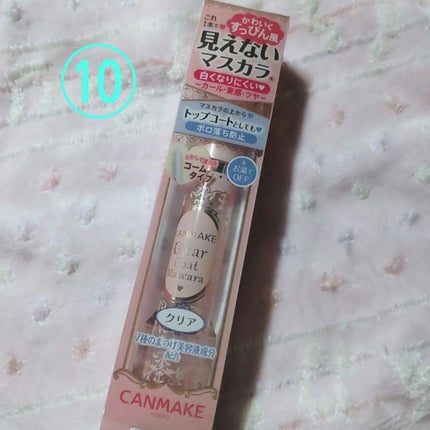 ⑩
これ
1本で
かわいく
すっぴん風
見えない
マスカラ
白くなりにくい♥
～カール・束感・ツヤ～
マスカラの上から♥
トップコートとしても♥
ポロ落ち防止
コーム
タイプ
お湯で
OFF
CANMAKE
Clear
Coat
Mascara
クリア
7種のまつげ美容液成分
配合
CANMAKE
TOKYO